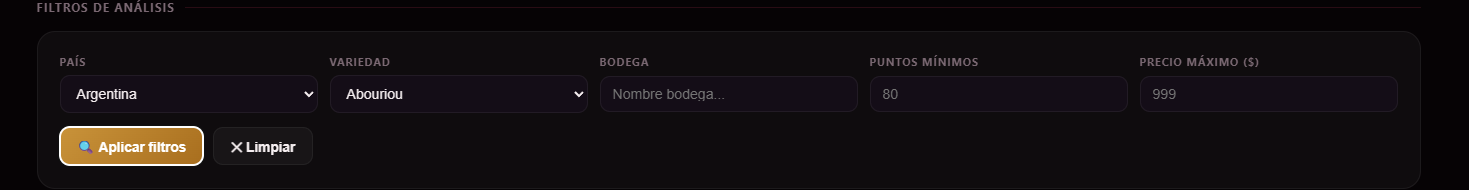 FILTROS DE ANÁLISIS
PAÍS VARIEDAD BODEGA PUNTOS MÍNIMOS PRECIO MÁXIMO ($)
Argentina Abouriou Nombre bodega... 80 999
🔍 Aplicar filtros ✕ Limpiar